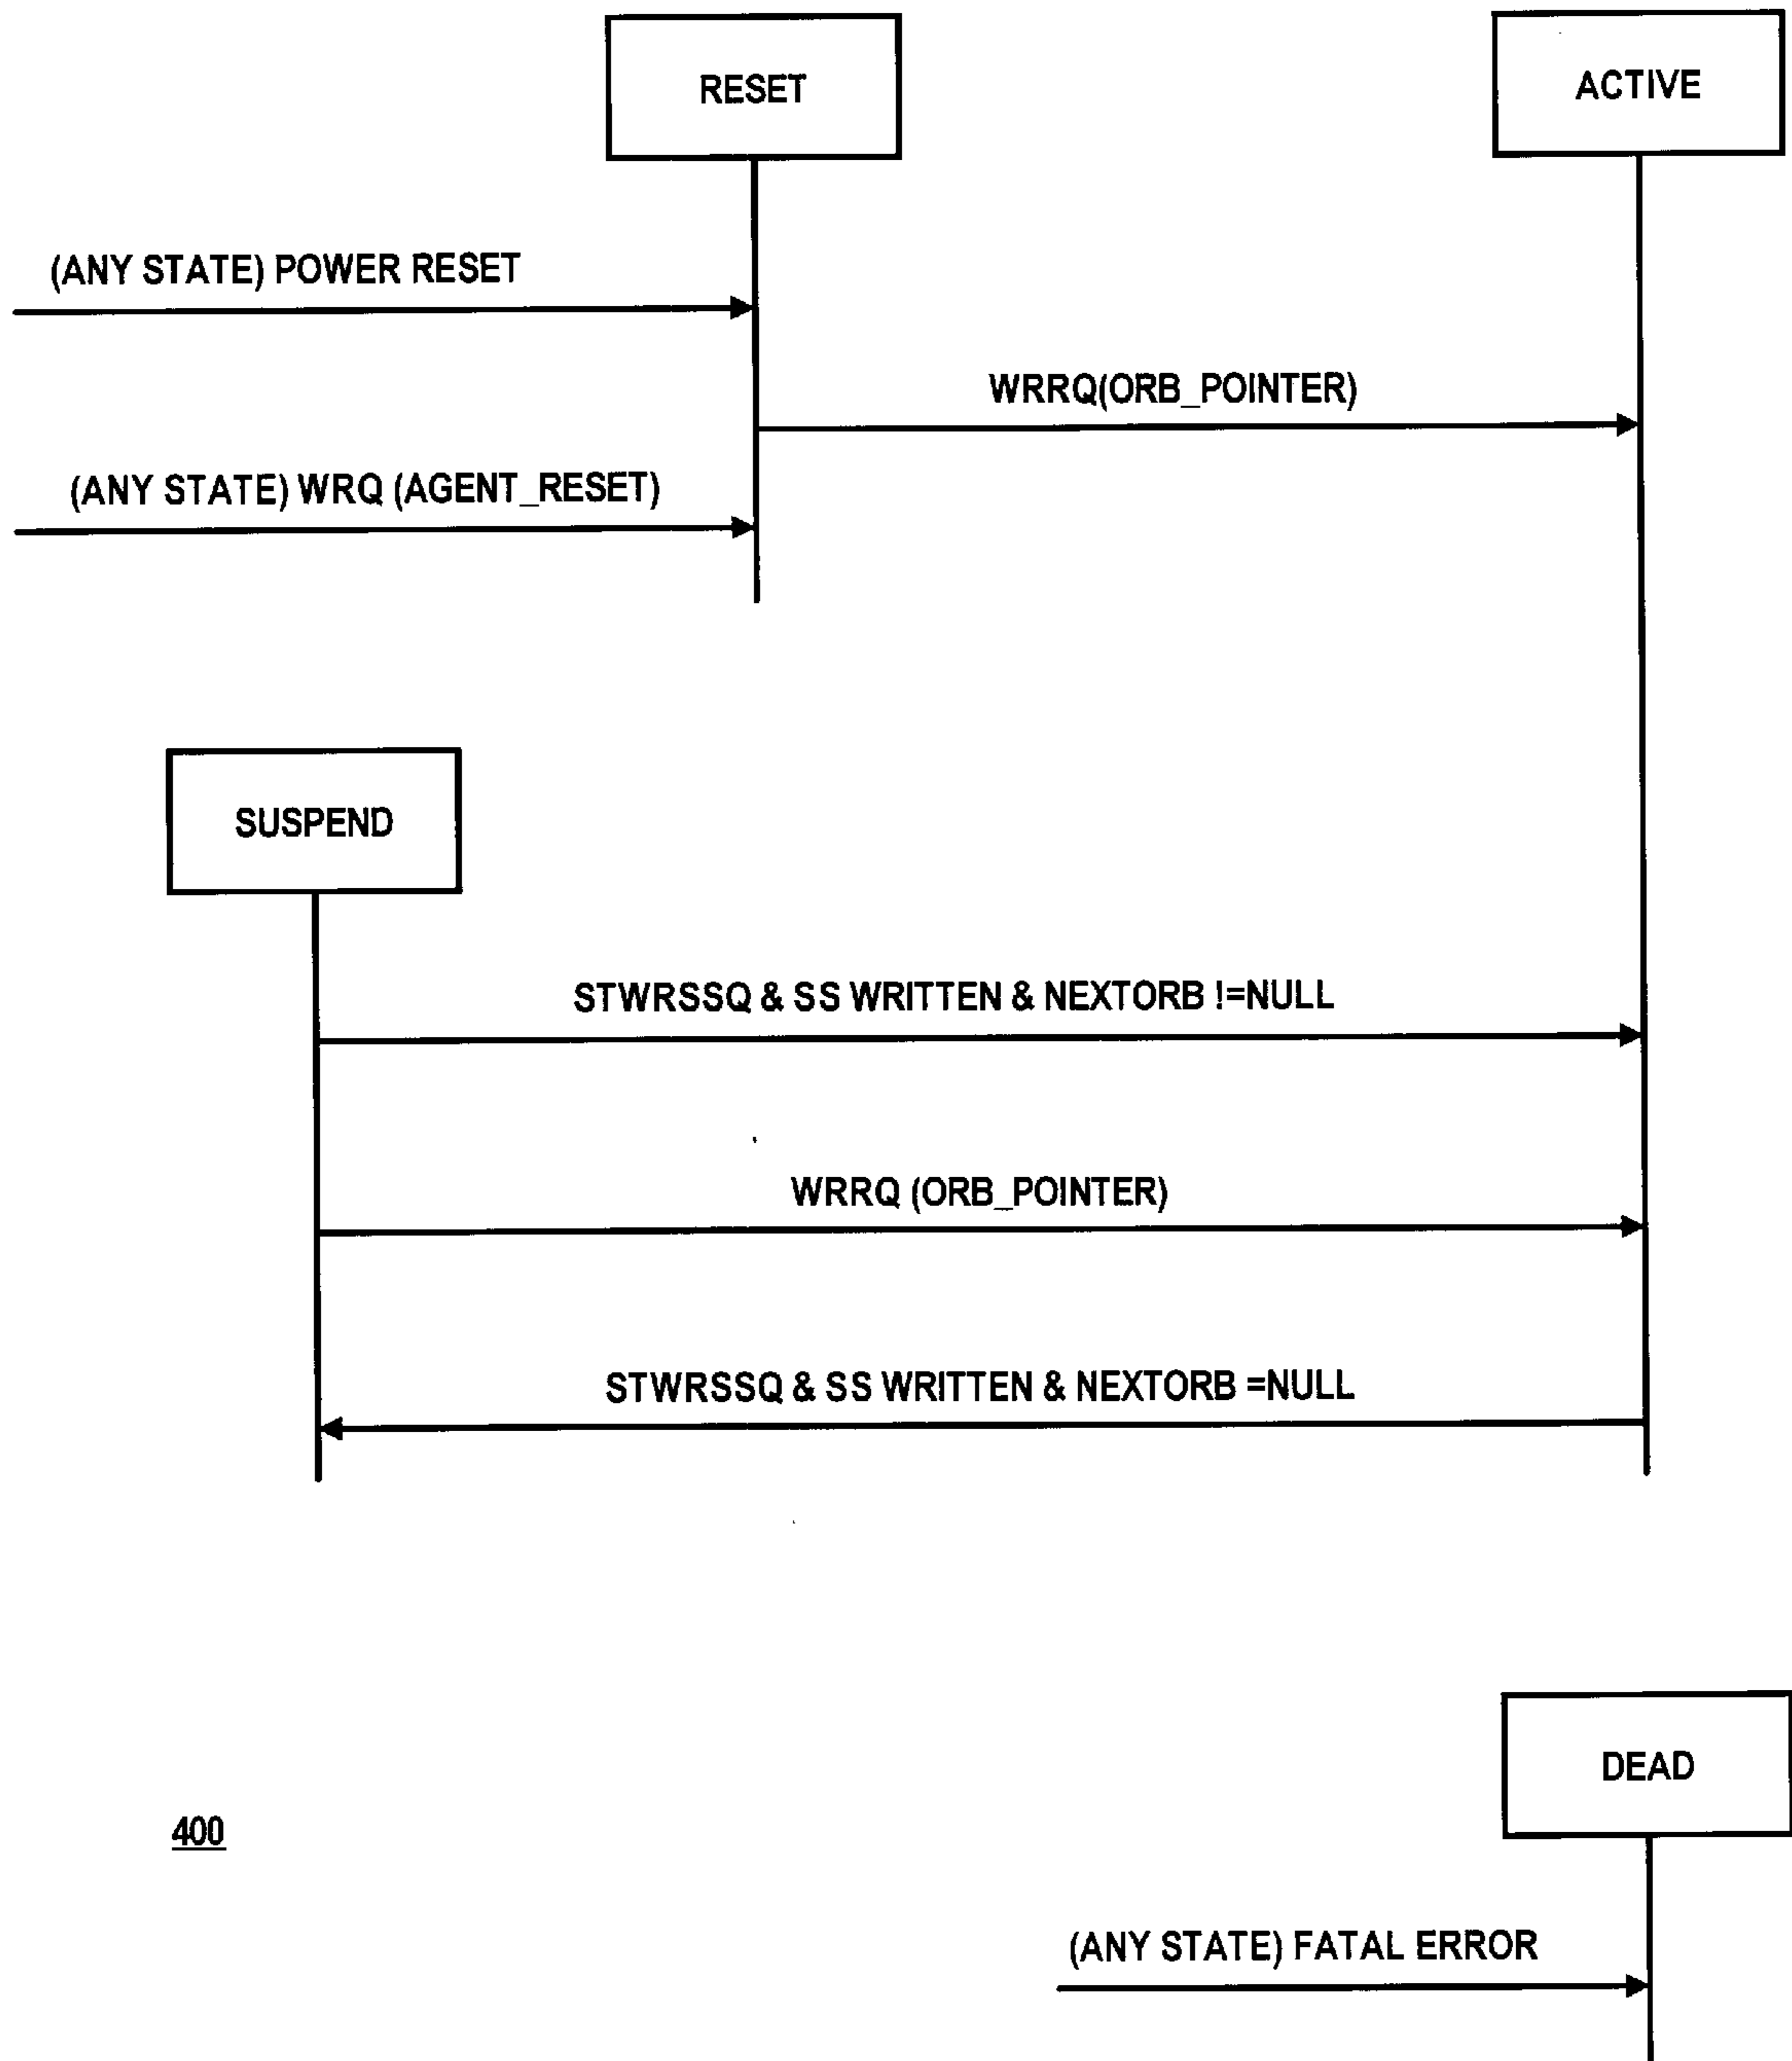 RESET
ACTIVE
(ANY STATE) POWER RESET
WRRQ(ORB_POINTER)
(ANY STATE) WRQ (AGENT_RESET)
SUSPEND
STWRSSQ & SS WRITTEN & NEXTORB !=NULL
WRRQ (ORB_POINTER)
STWRSSQ & SS WRITTEN & NEXTORB =NULL
DEAD
400
(ANY STATE) FATAL ERROR